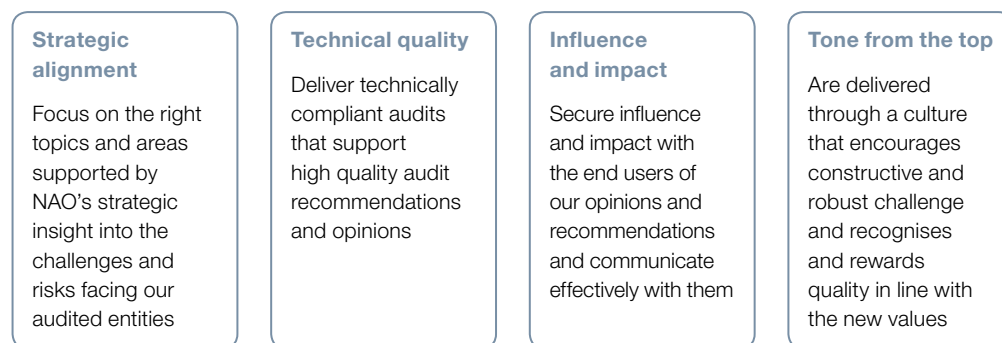 Strategic
alignment
Focus on the right
topics and areas
supported by
NAO's strategic
insight into the
challenges and
risks facing our
audited entities
Technical quality
Deliver technically
compliant audits
that support
high quality audit
recommendations
and opinions
Influence
and impact
Secure influence
and impact with
the end users of
our opinions and
recommendations
and communicate
effectively with them
Tone from the top
Are delivered
through a culture
that encourages
constructive and
robust challenge
and recognises
and rewards
quality in line with
the new values